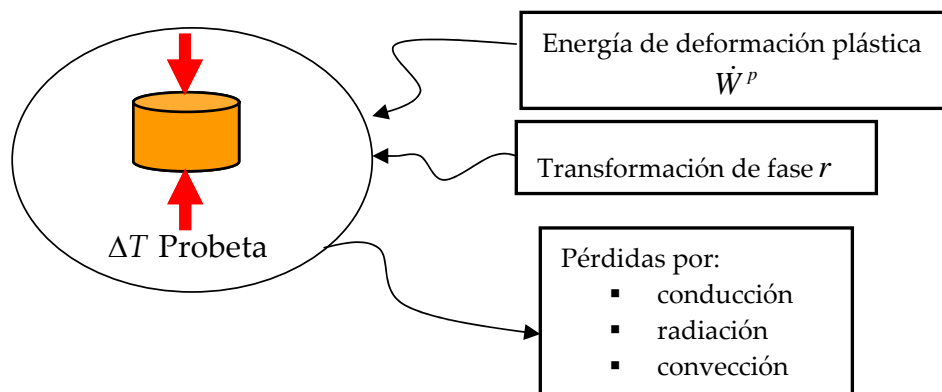 Energía de deformación plástica
Ẇ ᵖ
Transformación de fase r
ΔT Probeta
Pérdidas por:
▪ conducción
▪ radiación
▪ convección